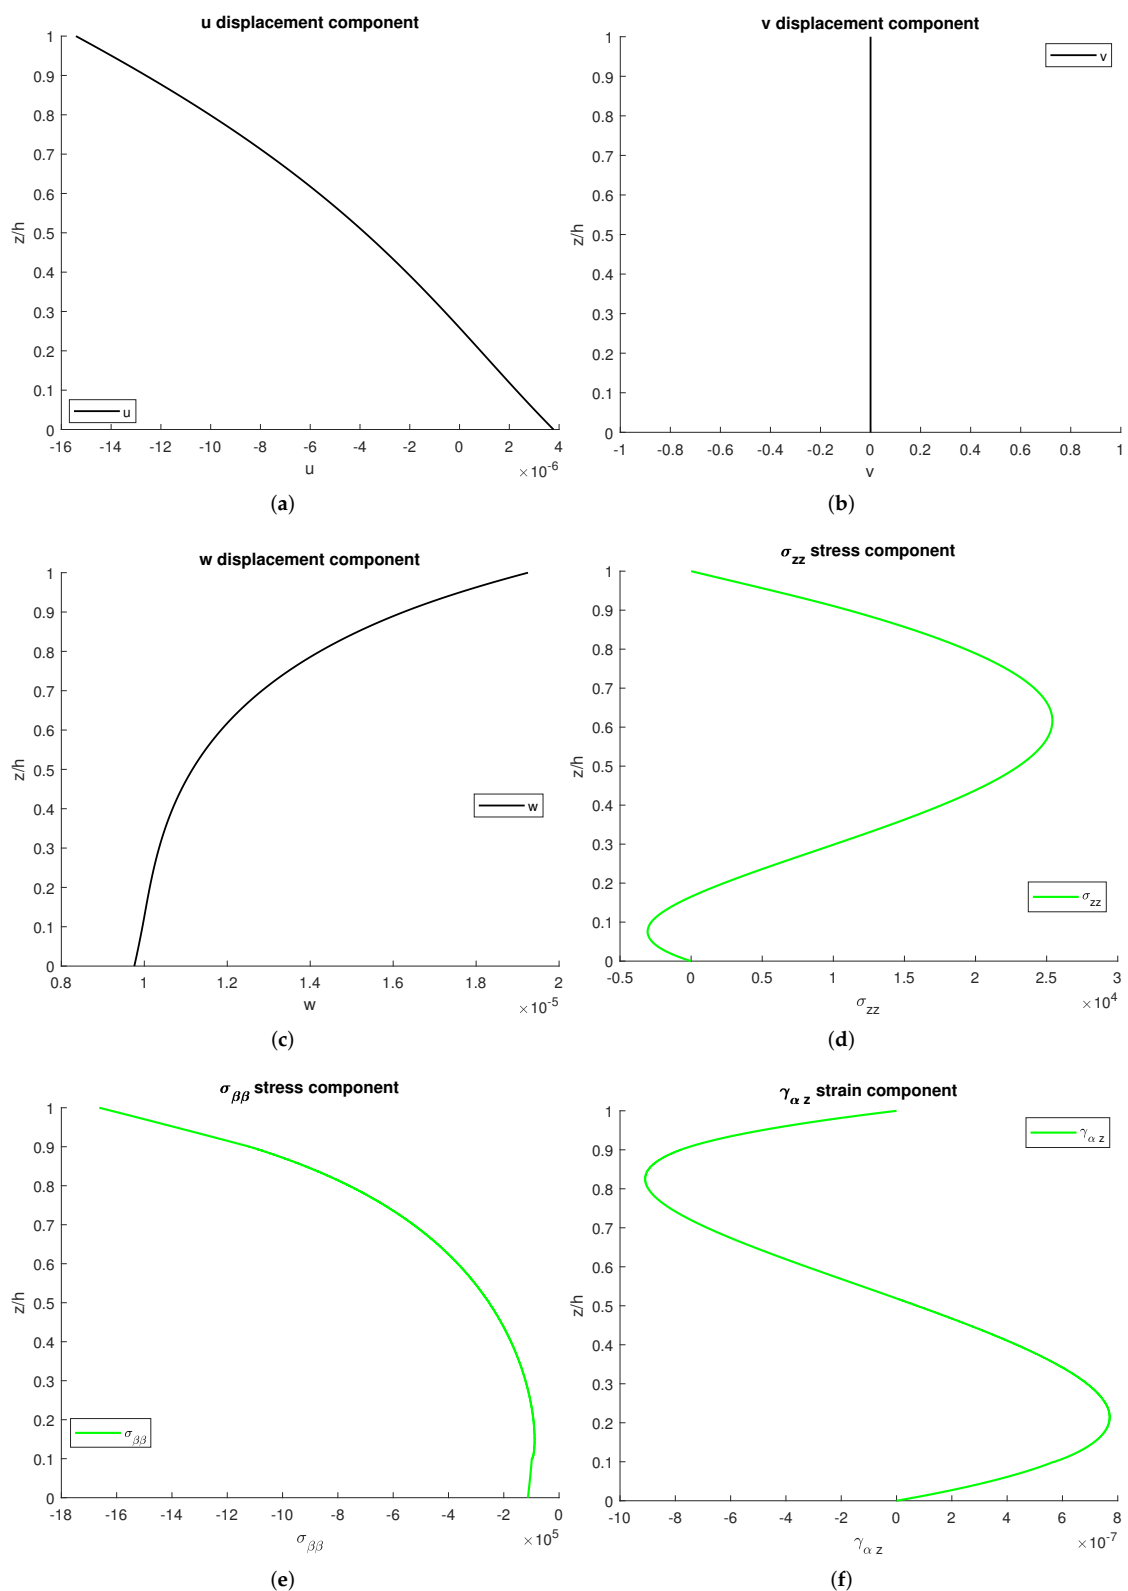 u displacement component
1
0.9
0.8
0.7
0.6
0.5
0.4
0.3
0.2
0.1
0
z/h
u
-16 -14 -12 -10 -8 -6 -4 -2 0 2 4
×10-6
u
(a)
v displacement component
1
0.9
0.8
0.7
0.6
0.5
0.4
0.3
0.2
0.1
0
z/h
v
-1 -0.8 -0.6 -0.4 -0.2 0 0.2 0.4 0.6 0.8 1
v
(b)
w displacement component
1
0.9
0.8
0.7
0.6
0.5
0.4
0.3
0.2
0.1
0
z/h
w
0.8 1 1.2 1.4 1.6 1.8 2
×10-5
w
(c)
σzz stress component
1
0.9
0.8
0.7
0.6
0.5
0.4
0.3
0.2
0.1
0
z/h
σzz
-0.5 0 0.5 1 1.5 2 2.5 3
×104
σzz
(d)
σββ stress component
1
0.9
0.8
0.7
0.6
0.5
0.4
0.3
0.2
0.1
0
z/h
σββ
-18 -16 -14 -12 -10 -8 -6 -4 -2 0
×105
σββ
(e)
γα z strain component
1
0.9
0.8
0.7
0.6
0.5
0.4
0.3
0.2
0.1
0
z/h
γα z
-10 -8 -6 -4 -2 0 2 4 6 8
×10-7
γα z
(f)